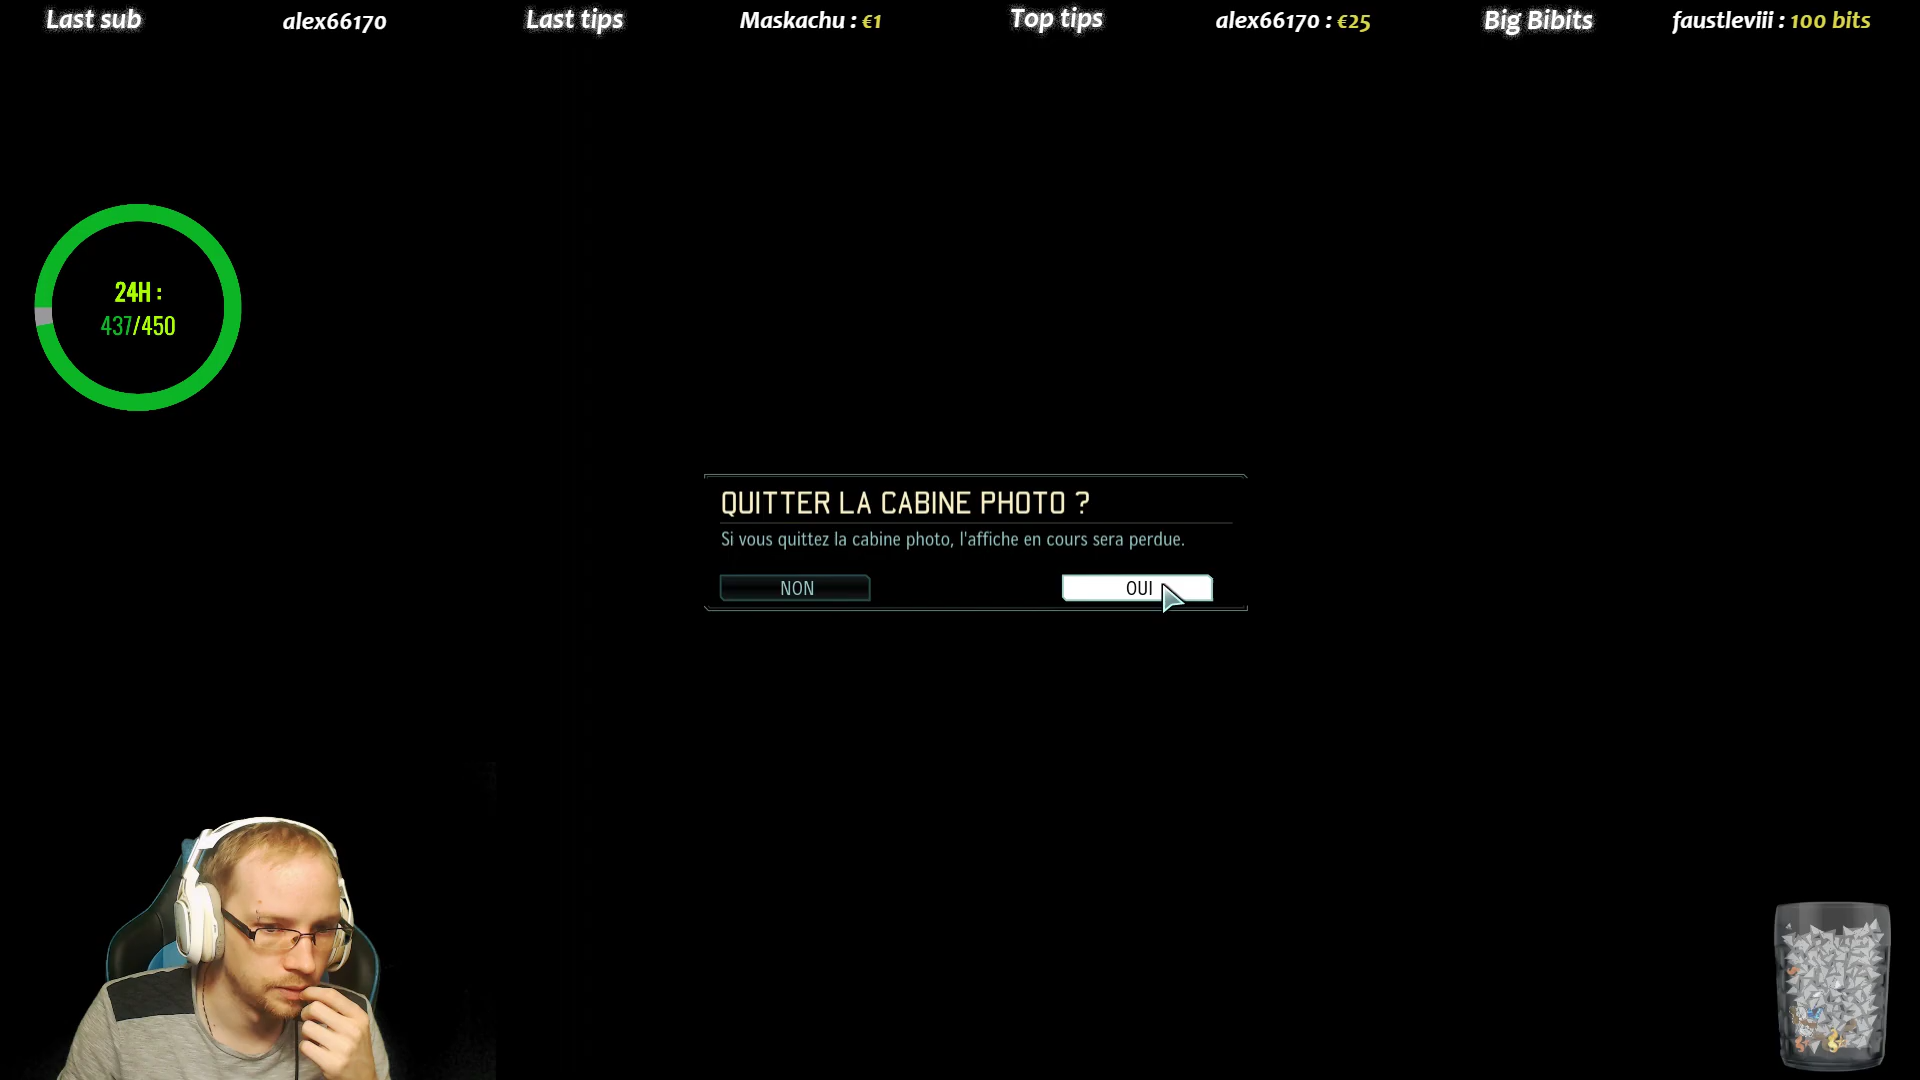 Last sub alex66170 Last tips Maskachu : €1 Top tips alex66170 : €25 Big Bibits faustleviii : 100 bits
24H :
437/450
QUITTER LA CABINE PHOTO ?
Si vous quittez la cabine photo, l'affiche en cours sera perdue.
NON OUI